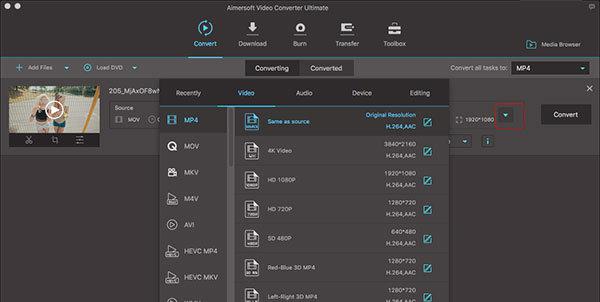 Aimersoft Video Converter Ultimate
Convert Download Burn Transfer Toolbox
Media Browser
Add Files Load DVD Converting Converted Convert all tasks to: MP4
Recently Video Audio Device Editing
205_MjAxOF8wN
Source
MOV
1920*1080
Convert
MP4
MOV
MKV
M4V
AVI
HEVC MP4
HEVC MKV
Same as source Original Resolution
H.264,AAC
4K Video 3840*2160
H.264,AAC
HD 1080P 1920*1080
H.264,AAC
HD 720P 1280*720
H.264,AAC
SD 480P 640*480
H.264,AAC
Red-Blue 3D MP4 1280*720
H.264,AAC
Left-Right 3D MP4 1280*720